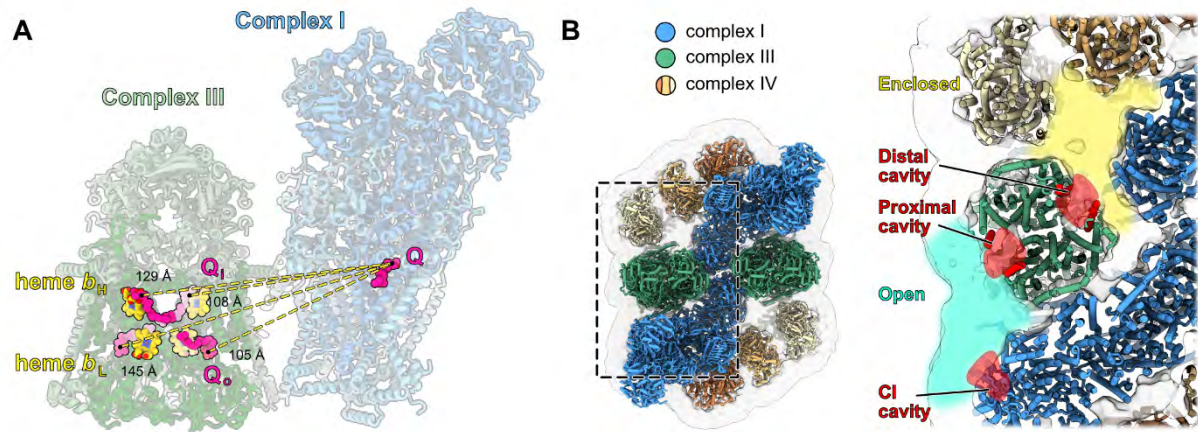 A
Complex I
Complex III
heme bH
129 Å
QI
108 Å
Q
heme bL
145 Å
105 Å
Qo
B
complex I
complex III
complex IV
Enclosed
Distal
cavity
Proximal
cavity
Open
CI
cavity